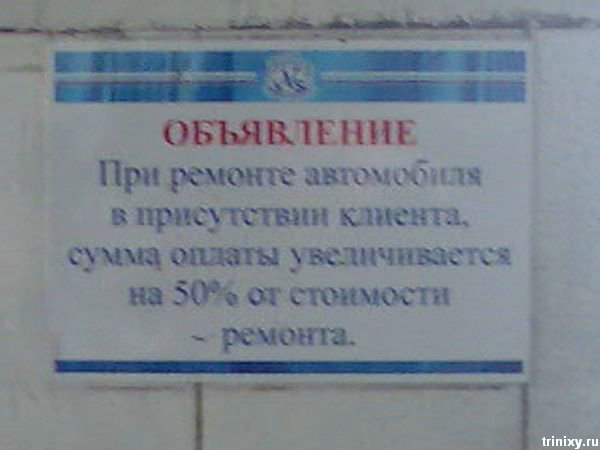 ОБЪЯВЛЕНИЕ
При ремонте автомобиля
в присутствии клиента,
сумма оплаты увеличивается
на 50% от стоимости
~ ремонта.
trinixy.ru